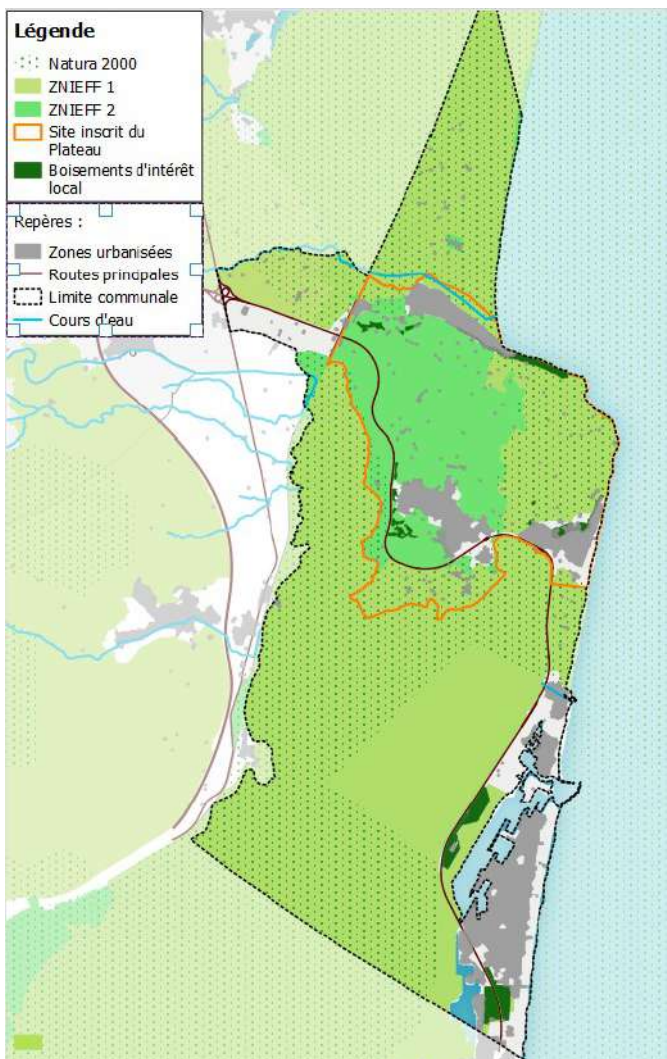 Légende
Natura 2000
ZNIEFF 1
ZNIEFF 2
Site inscrit du
Plateau
Boisements d'intérêt
local
Repères :
Zones urbanisées
Routes principales
Limite communale
Cours d'eau